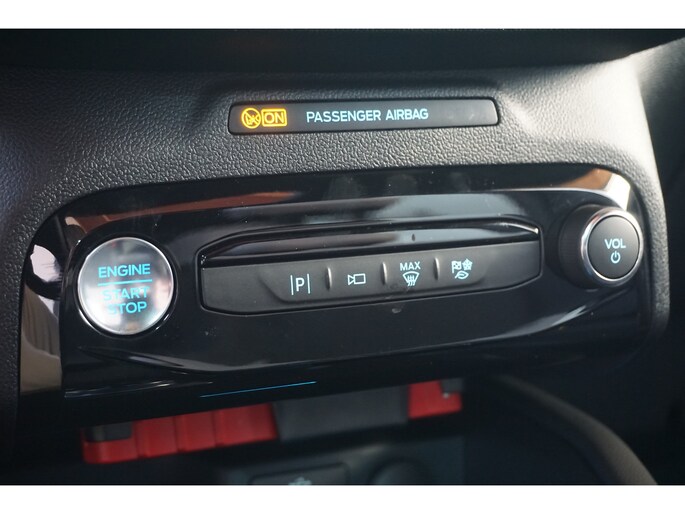 ON PASSENGER AIRBAG
ENGINE
START
STOP
P
MAX
VOL